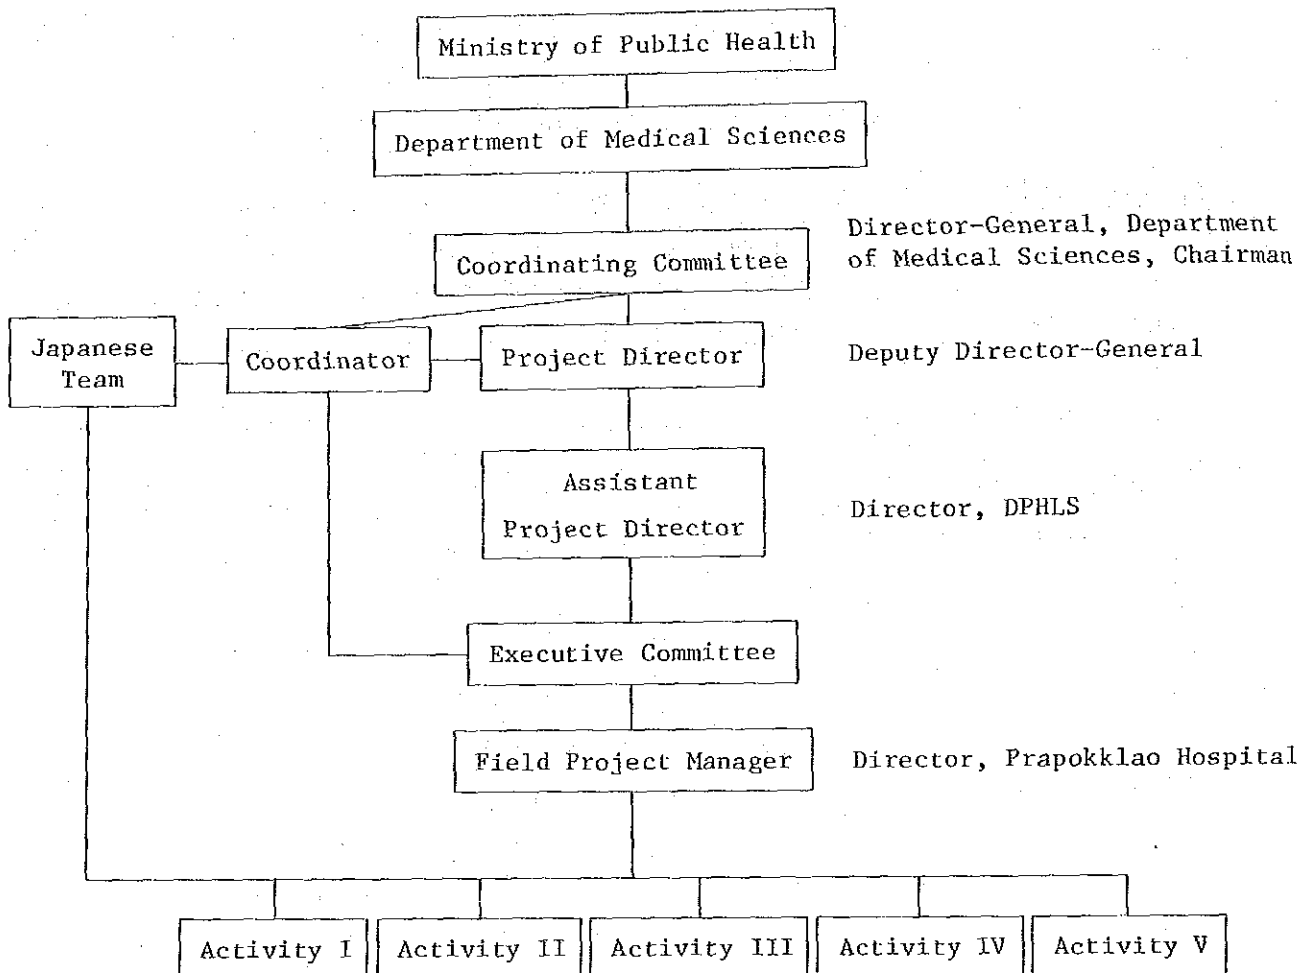 Ministry of Public Health
Department of Medical Sciences
Coordinating Committee
Director-General, Department
of Medical Sciences, Chairman
Japanese
Team
Coordinator
Project Director
Deputy Director-General
Assistant
Project Director
Director, DPHLS
Executive Committee
Field Project Manager
Director, Prapokklao Hospital
Activity I
Activity II
Activity III
Activity IV
Activity V